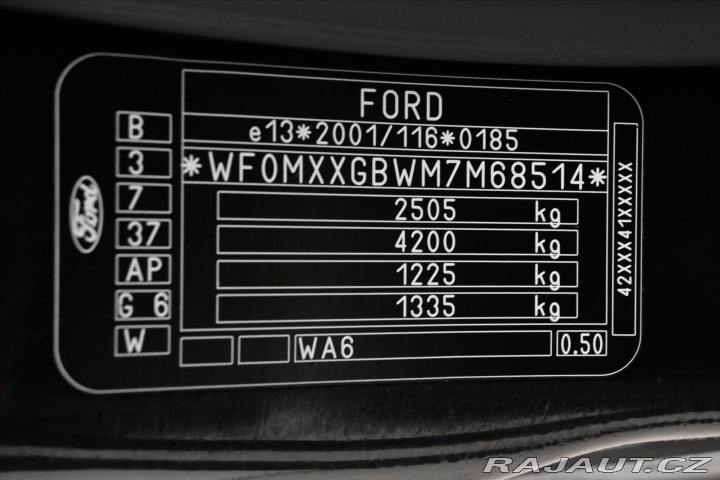 FORD
e13*2001/116*0185
*WF0MXXGBWM7M68514*
2505 kg
4200 kg
1225 kg
1335 kg
B
3
7
37
AP
G 6
W
WA6
0.50
42XXX41XXXXX
Ford
RAJAUT.CZ